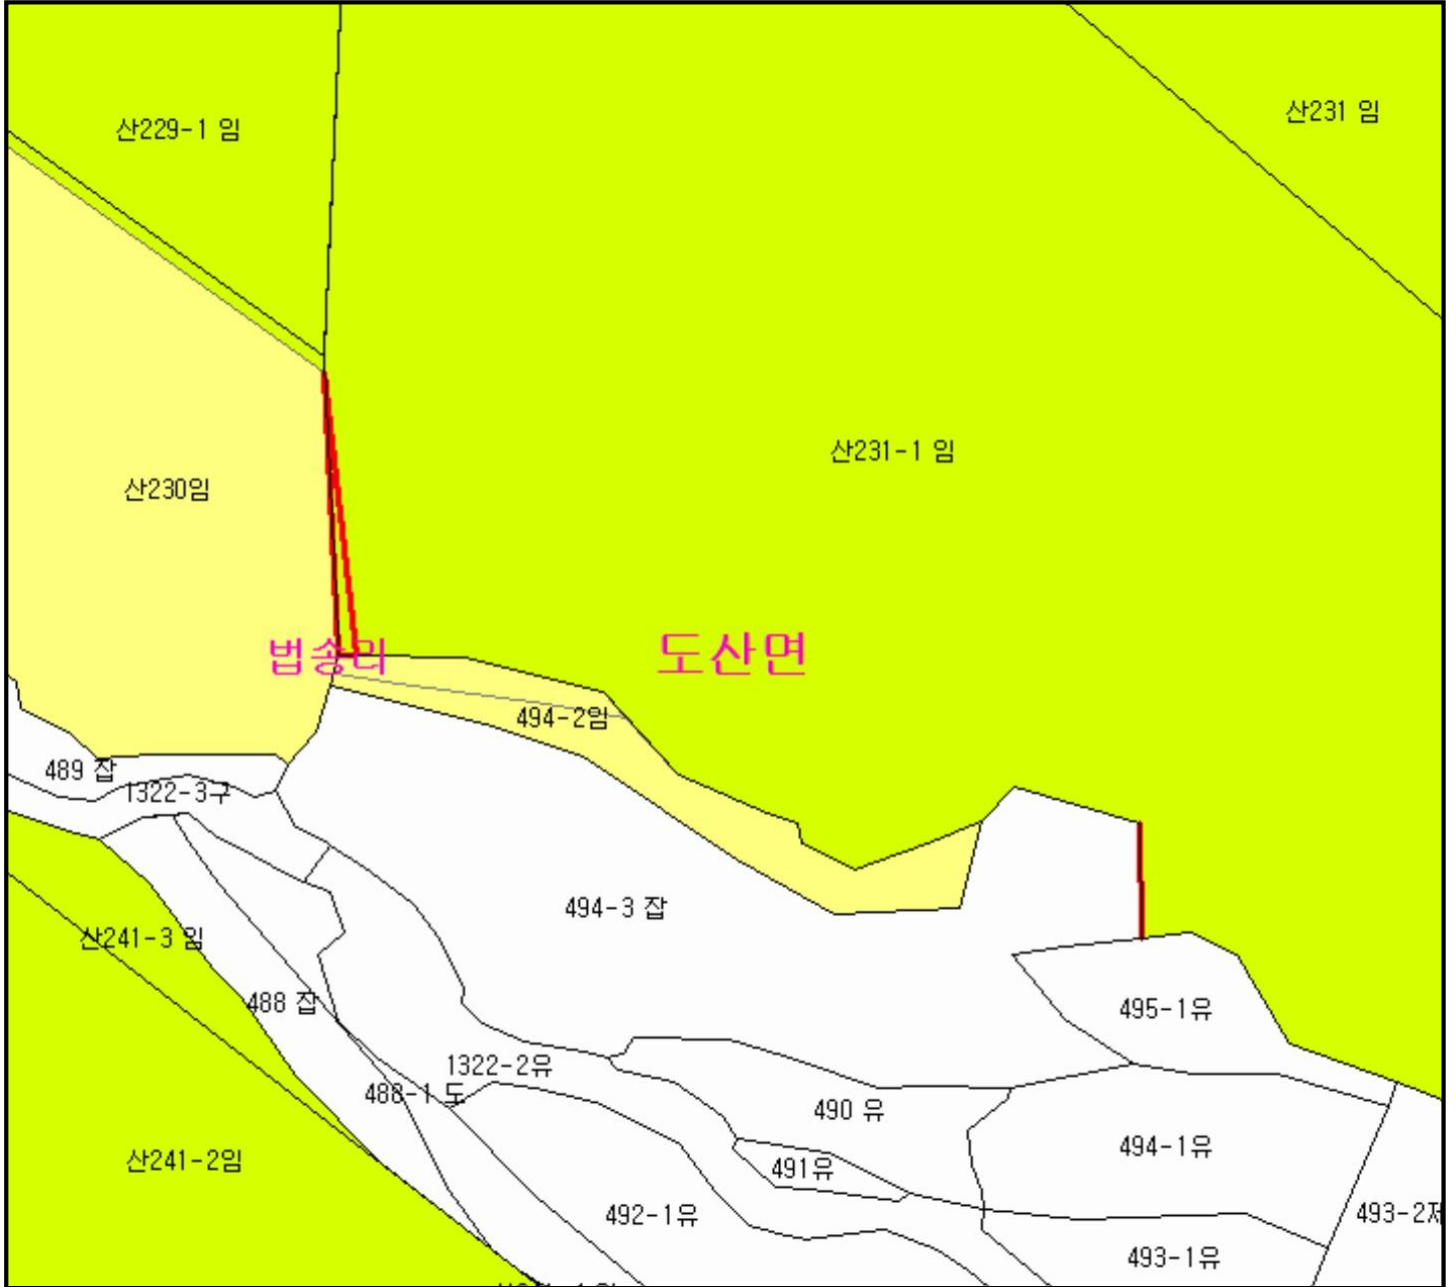 산231 임
산229-1 임
산231-1 임
산230임
법송리
도산면
494-2임
489 잡
1322-3구
494-3 잡
산241-3 임
488 잡
495-1유
1322-2유
488-1 도
490 유
494-1유
산241-2임
491유
492-1유
493-2제
493-1유